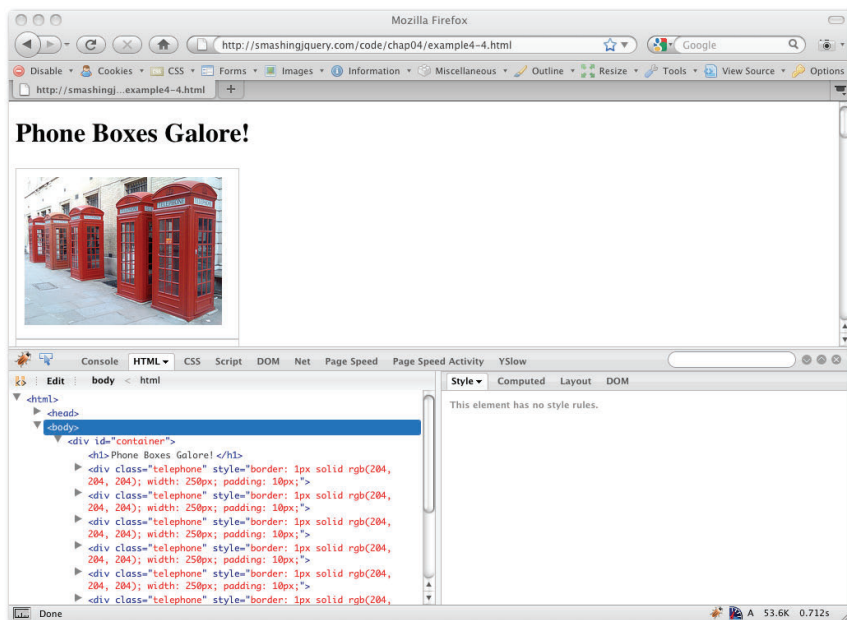 Mozilla Firefox
http://smashingjquery.com/code/chap04/example4-4.html
Google
Disable Cookies CSS Forms Images Information Miscellaneous Outline Resize Tools View Source Options
http://smashingj...example4-4.html +
Phone Boxes Galore!
TELEPHONE
TELEPHONE
Console HTML CSS Script DOM Net Page Speed Page Speed Activity YSlow
Edit body < html
Style Computed Layout DOM
This element has no style rules.
<html>
<head>
<body>
<div id="container">
<h1>Phone Boxes Galore!</h1>
<div class="telephone" style="border: 1px solid rgb(204,
204, 204); width: 250px; padding: 10px;">
<div class="telephone" style="border: 1px solid rgb(204,
204, 204); width: 250px; padding: 10px;">
<div class="telephone" style="border: 1px solid rgb(204,
204, 204); width: 250px; padding: 10px;">
<div class="telephone" style="border: 1px solid rgb(204,
204, 204); width: 250px; padding: 10px;">
<div class="telephone" style="border: 1px solid rgb(204,
204, 204); width: 250px; padding: 10px;">
<div class="telephone" style="border: 1px solid rgb(204,
Done
A 53.6K 0.712s